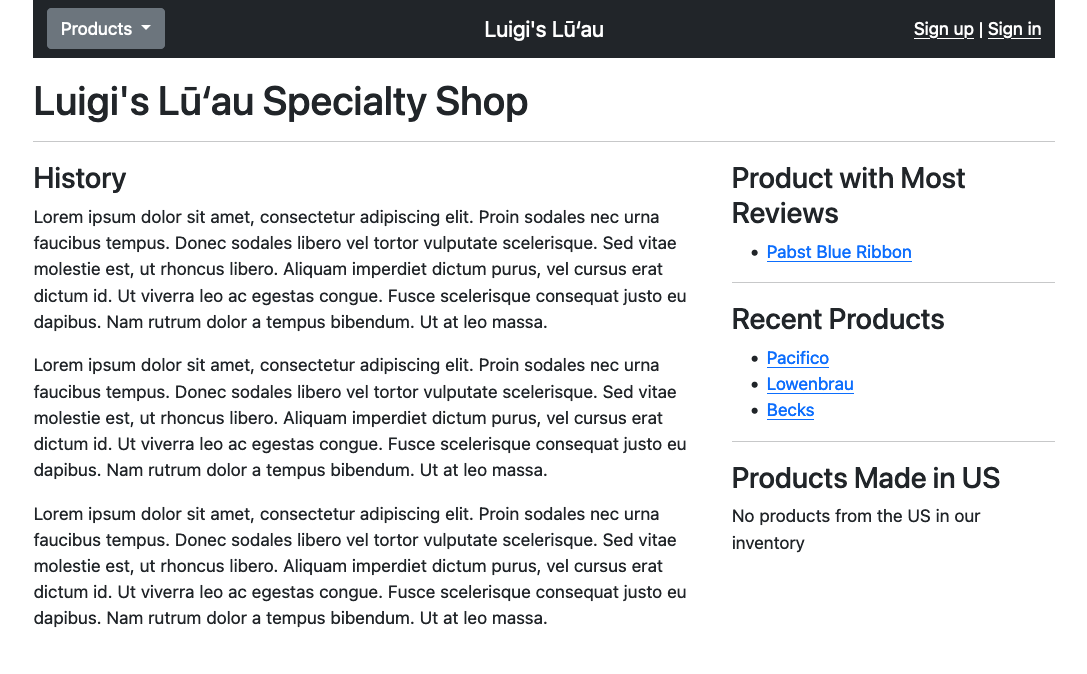 Products
Luigi's Lū‘au
Sign up | Sign in
Luigi's Lū‘au Specialty Shop
History
Lorem ipsum dolor sit amet, consectetur adipiscing elit. Proin sodales nec urna
faucibus tempus. Donec sodales libero vel tortor vulputate scelerisque. Sed vitae
molestie est, ut rhoncus libero. Aliquam imperdiet dictum purus, vel cursus erat
dictum id. Ut viverra leo ac egestas congue. Fusce scelerisque consequat justo eu
dapibus. Nam rutrum dolor a tempus bibendum. Ut at leo massa.
Lorem ipsum dolor sit amet, consectetur adipiscing elit. Proin sodales nec urna
faucibus tempus. Donec sodales libero vel tortor vulputate scelerisque. Sed vitae
molestie est, ut rhoncus libero. Aliquam imperdiet dictum purus, vel cursus erat
dictum id. Ut viverra leo ac egestas congue. Fusce scelerisque consequat justo eu
dapibus. Nam rutrum dolor a tempus bibendum. Ut at leo massa.
Lorem ipsum dolor sit amet, consectetur adipiscing elit. Proin sodales nec urna
faucibus tempus. Donec sodales libero vel tortor vulputate scelerisque. Sed vitae
molestie est, ut rhoncus libero. Aliquam imperdiet dictum purus, vel cursus erat
dictum id. Ut viverra leo ac egestas congue. Fusce scelerisque consequat justo eu
dapibus. Nam rutrum dolor a tempus bibendum. Ut at leo massa.
Product with Most
Reviews
• Pabst Blue Ribbon
Recent Products
• Pacifico
• Lowenbrau
• Becks
Products Made in US
No products from the US in our
inventory